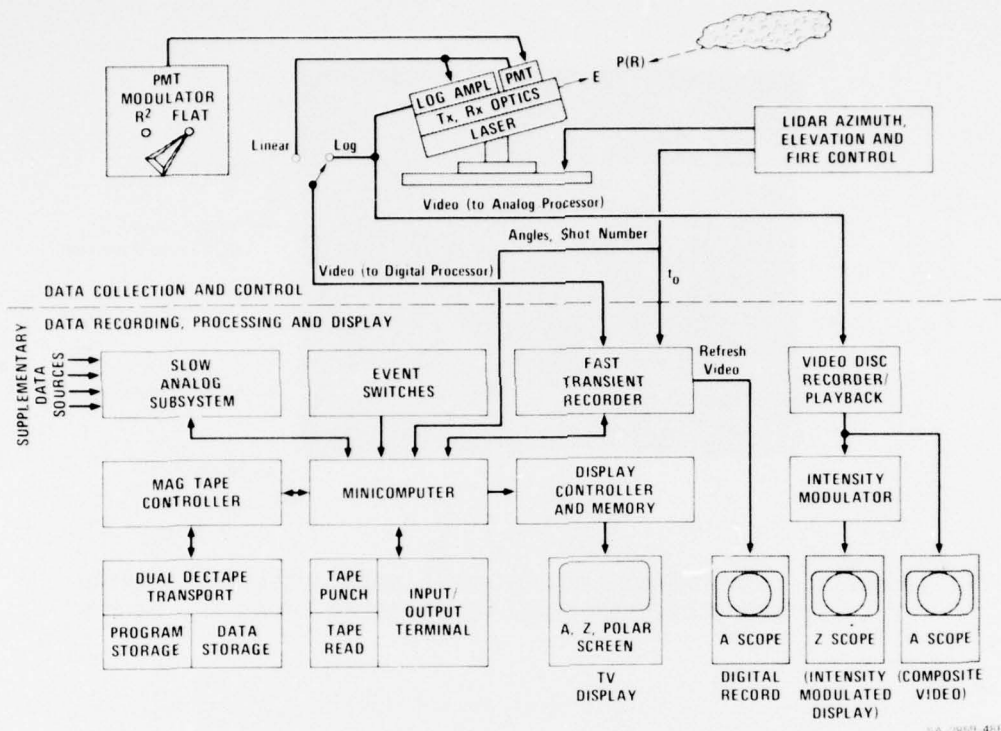 PMT
MODULATOR
R2 FLAT
LOG AMPL
PMT
Tx, Rx OPTICS
LASER
E
P(R)
Linear
Log
LIDAR AZIMUTH,
ELEVATION AND
FIRE CONTROL
Video (to Analog Processor)
Angles, Shot Number
Video (to Digital Processor)
to
DATA COLLECTION AND CONTROL
DATA RECORDING, PROCESSING AND DISPLAY
SUPPLEMENTARY
DATA
SOURCES
SLOW
ANALOG
SUBSYSTEM
EVENT
SWITCHES
FAST
TRANSIENT
RECORDER
Refresh
Video
VIDEO DISC
RECORDER/
PLAYBACK
MAG TAPE
CONTROLLER
MINICOMPUTER
DISPLAY
CONTROLLER
AND MEMORY
INTENSITY
MODULATOR
DUAL DECTAPE
TRANSPORT
PROGRAM
STORAGE
DATA
STORAGE
TAPE
PUNCH
TAPE
READ
INPUT/
OUTPUT
TERMINAL
A, Z, POLAR
SCREEN
TV
DISPLAY
A SCOPE
DIGITAL
RECORD
Z SCOPE
(INTENSITY
MODULATED
DISPLAY)
A SCOPE
(COMPOSITE
VIDEO)